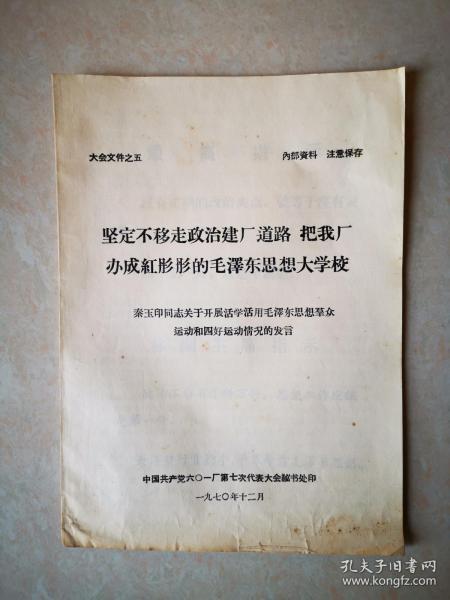 大会文件之五
內部資料 注意保存
坚定不移走政治建厂道路 把我厂
办成紅彤彤的毛澤东思想大学校
秦玉印同志关于开展活学活用毛澤东思想羣众
运动和四好运动情况的发言
中国共产党六〇一厂第七次代表大会秘书处印
一九七〇年十二月
孔夫子旧书网
www.kongfz.com